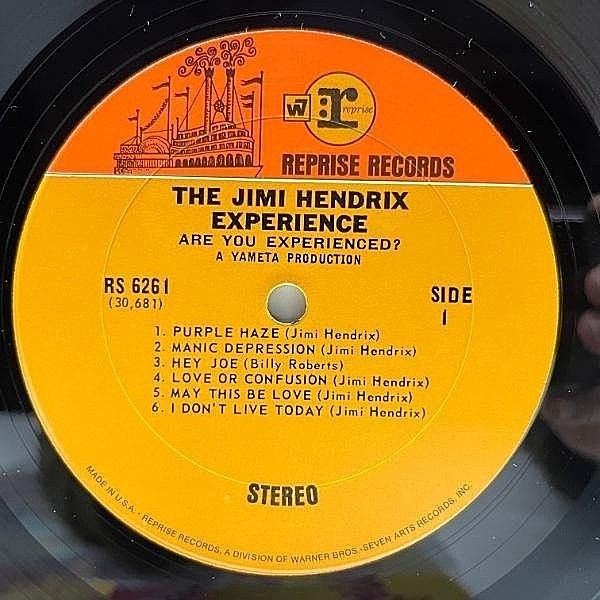 W7 r reprise
REPRISE RECORDS
THE JIMI HENDRIX
EXPERIENCE
ARE YOU EXPERIENCED?
A YAMETA PRODUCTION
RS 6261
(30,681)
SIDE
1
1. PURPLE HAZE (Jimi Hendrix)
2. MANIC DEPRESSION (Jimi Hendrix)
3. HEY JOE (Billy Roberts)
4. LOVE OR CONFUSION (Jimi Hendrix)
5. MAY THIS BE LOVE (Jimi Hendrix)
6. I DON'T LIVE TODAY (Jimi Hendrix)
STEREO
MADE IN U.S.A. - REPRISE RECORDS, A DIVISION OF WARNER BROS.-SEVEN ARTS RECORDS, INC.